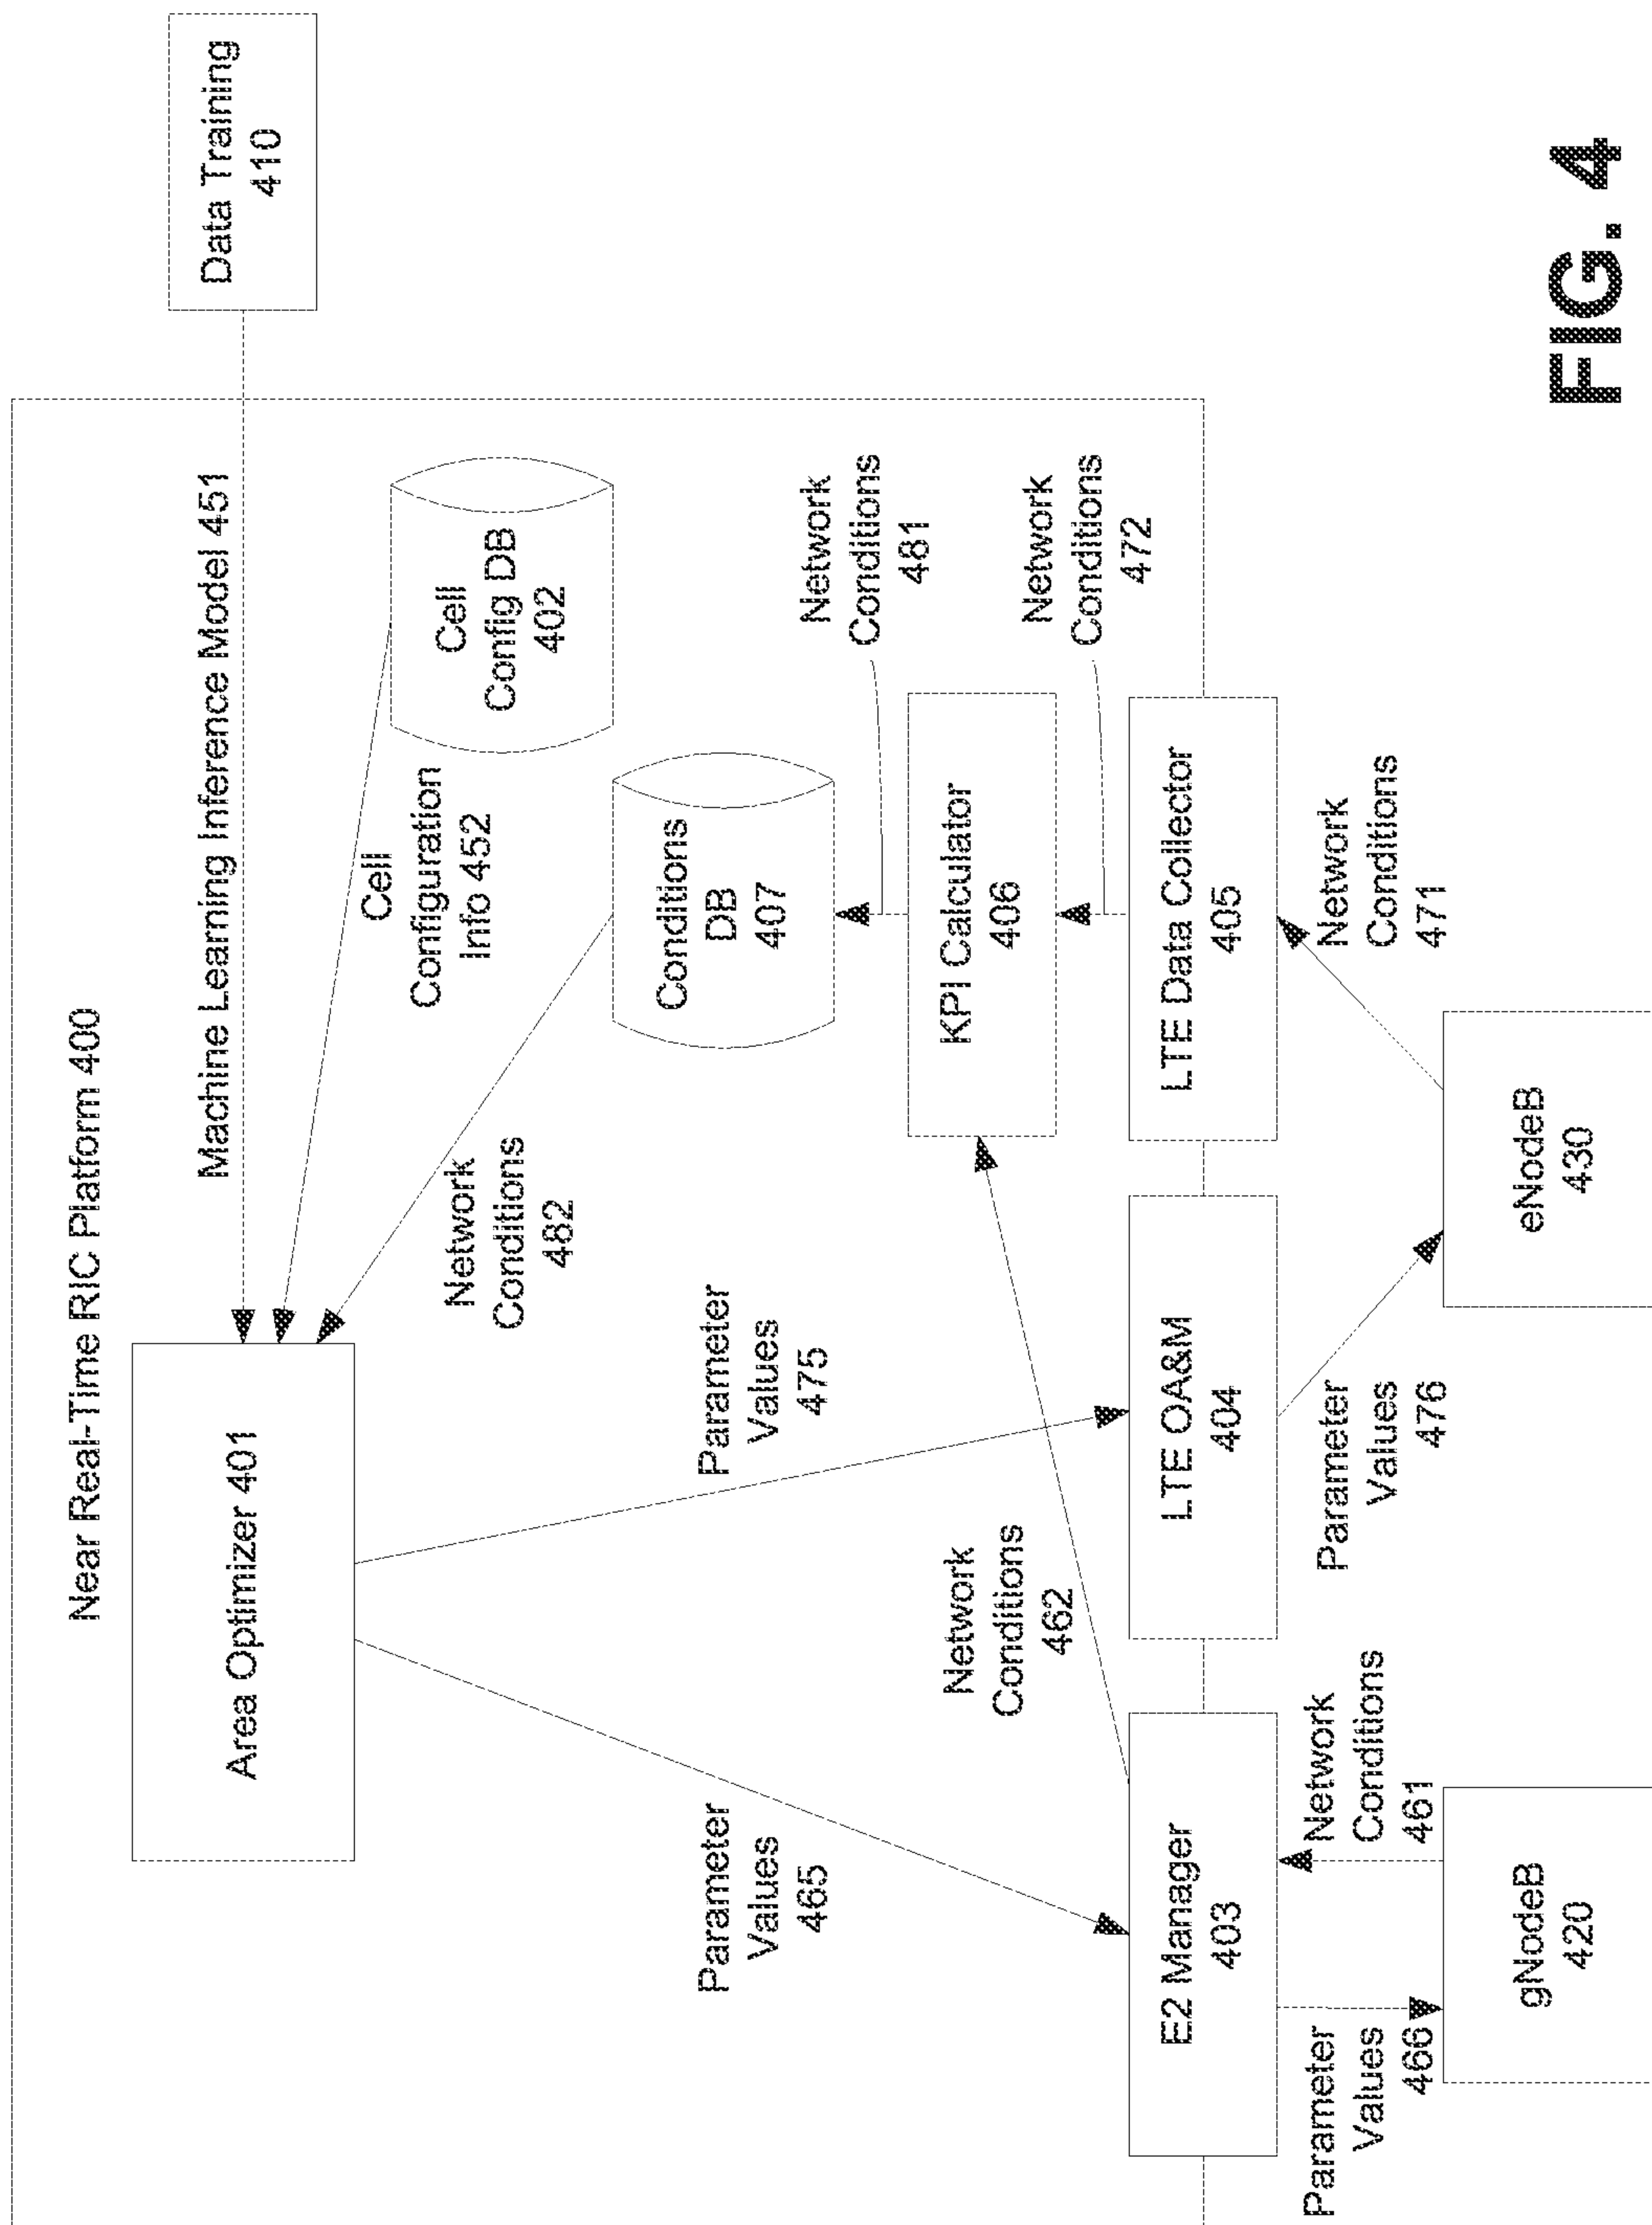 Near Real-Time RIC Platform 400
Area Optimizer 401
Machine Learning Inference Model 451
Data Training
410
Cell
Configuration
Info 452
Cell
Config DB
402
Network
Conditions
482
Conditions
DB
407
Parameter
Values
465
Parameter
Values
475
Network
Conditions
481
Network
Conditions
462
KPI Calculator
406
Network
Conditions
472
E2 Manager
403
LTE OA&M
404
LTE Data Collector
405
Parameter
Values
466
Network
Conditions
461
Parameter
Values
476
Network
Conditions
471
gNodeB
420
eNodeB
430
FIG. 4